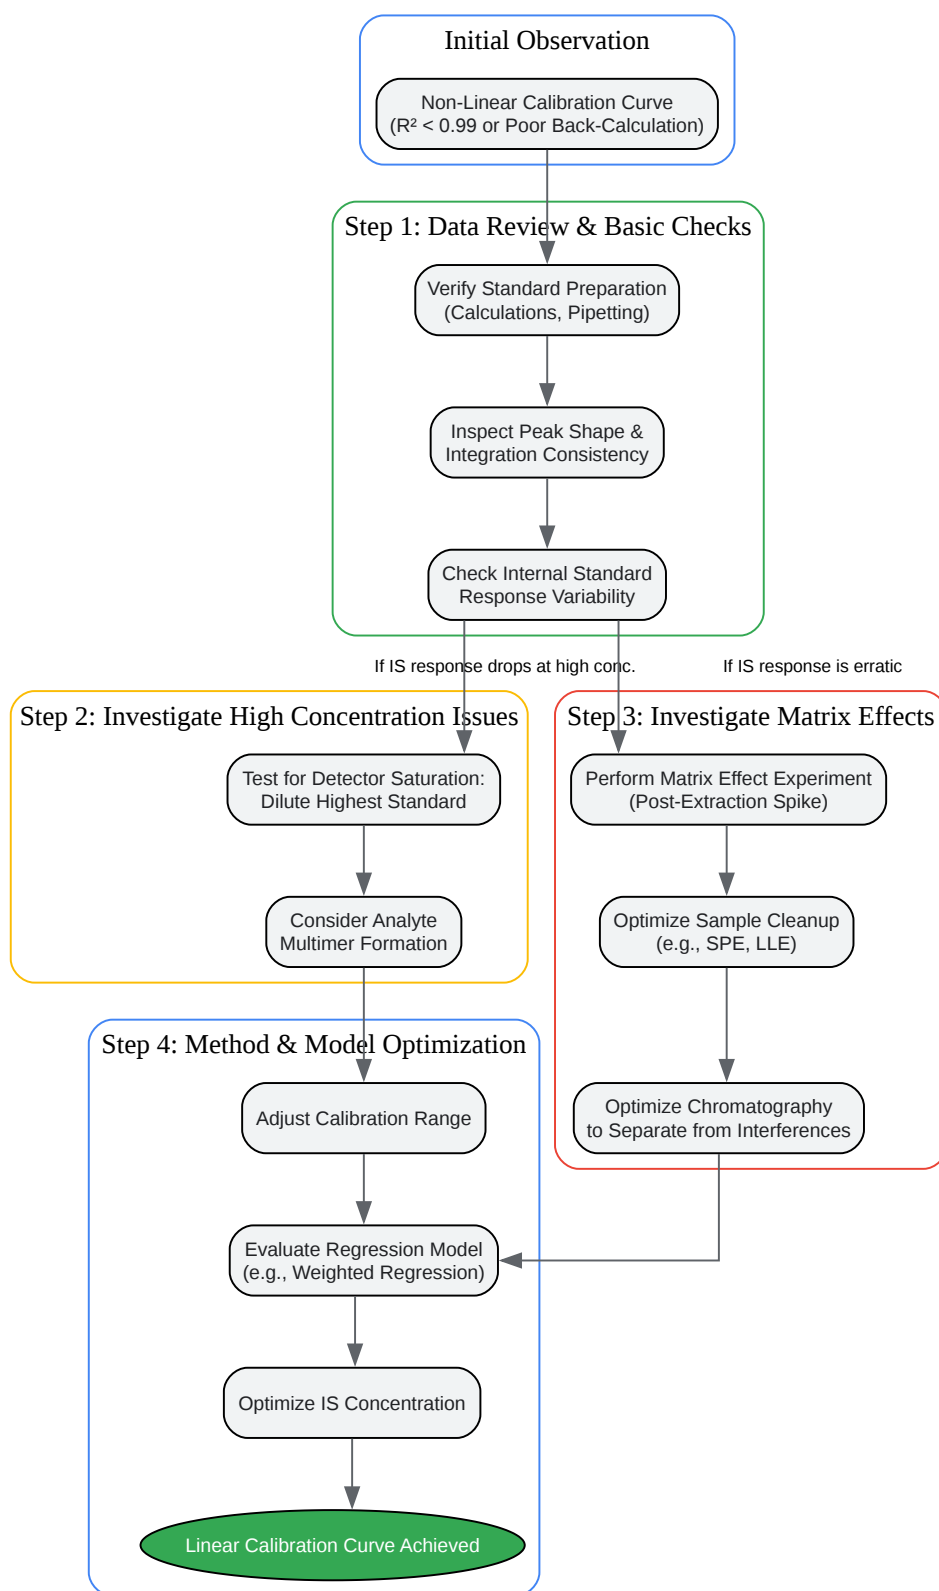 Initial Observation
Non-Linear Calibration Curve
(R² < 0.99 or Poor Back-Calculation)
Step 1: Data Review & Basic Checks
Verify Standard Preparation
(Calculations, Pipetting)
Inspect Peak Shape &
Integration Consistency
Check Internal Standard
Response Variability
If IS response drops at high conc.
If IS response is erratic
Step 2: Investigate High Concentration Issues
Test for Detector Saturation:
Dilute Highest Standard
Consider Analyte
Multimer Formation
Step 3: Investigate Matrix Effects
Perform Matrix Effect Experiment
(Post-Extraction Spike)
Optimize Sample Cleanup
(e.g., SPE, LLE)
Optimize Chromatography
to Separate from Interferences
Step 4: Method & Model Optimization
Adjust Calibration Range
Evaluate Regression Model
(e.g., Weighted Regression)
Optimize IS Concentration
Linear Calibration Curve Achieved